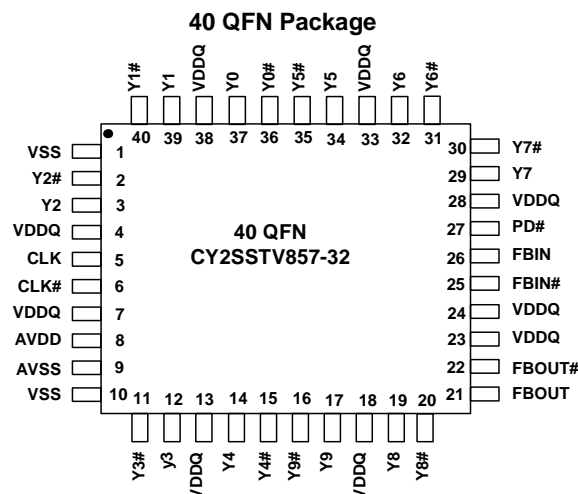 40 QFN Package
Y1# Y1 VDDQ Y0 Y0# Y5# Y5 VDDQ Y6 Y6#
40 39 38 37 36 35 34 33 32 31
VSS 1
Y2# 2
Y2 3
VDDQ 4
CLK 5
CLK# 6
VDDQ 7
AVDD 8
AVSS 9
VSS 10
40 QFN
CY2SSTV857-32
30 Y7#
29 Y7
28 VDDQ
27 PD#
26 FBIN
25 FBIN#
24 VDDQ
23 VDDQ
22 FBOUT#
21 FBOUT
11 12 13 14 15 16 17 18 19 20
Y3# y3 VDDQ Y4 Y4# Y9# Y9 VDDQ Y8 Y8#